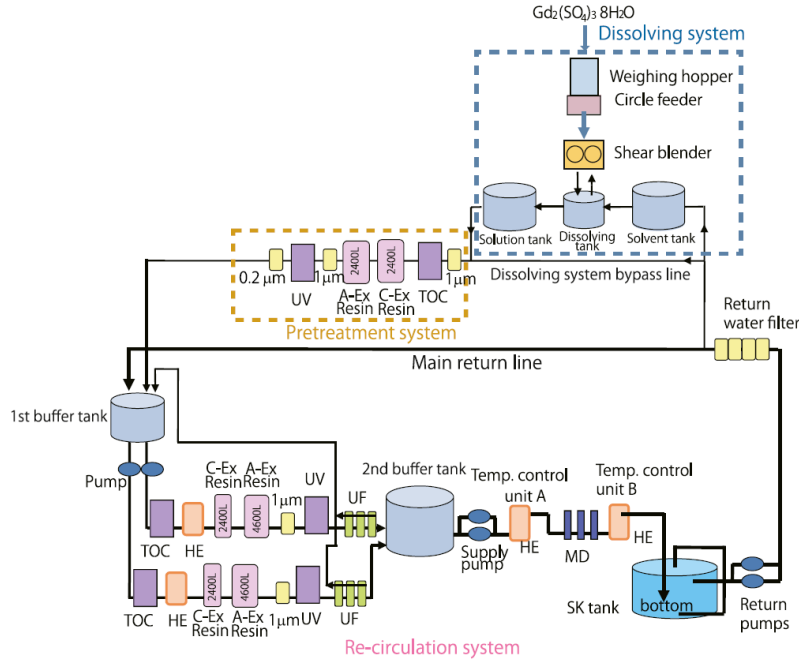 Gd₂(SO₄)₃ 8H₂O
Dissolving system
Weighing hopper
Circle feeder
Shear blender
Solution tank
Dissolving
tank
Solvent tank
Dissolving system bypass line
0.2 μm
UV
1μm
2400L
A-Ex
Resin
2400L
C-Ex
Resin
TOC
1μm
Pretreatment system
Return
water filter
Main return line
1st buffer tank
Pump
TOC
HE
C-Ex
Resin
2400L
A-Ex
Resin
4600L
1μm
UV
UF
2nd buffer tank
Supply
pump
Temp. control
unit A
HE
MD
Temp. control
unit B
HE
SK tank
bottom
Return
pumps
TOC
HE
2400L
C-Ex
Resin
4600L
A-Ex
Resin
1μm
UV
UF
Re-circulation system